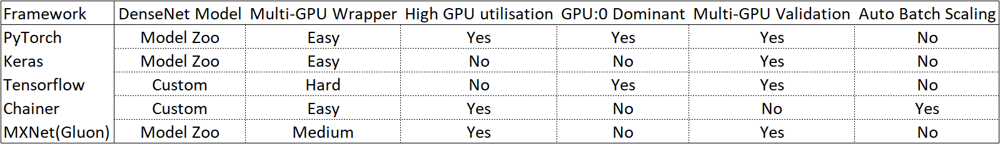 Framework DenseNet Model Multi-GPU Wrapper High GPU utilisation GPU:0 Dominant Multi-GPU Validation Auto Batch Scaling
PyTorch Model Zoo Easy Yes Yes Yes No
Keras Model Zoo Easy No No Yes No
Tensorflow Custom Hard No Yes Yes No
Chainer Custom Easy Yes No No Yes
MXNet(Gluon) Model Zoo Medium Yes No Yes No